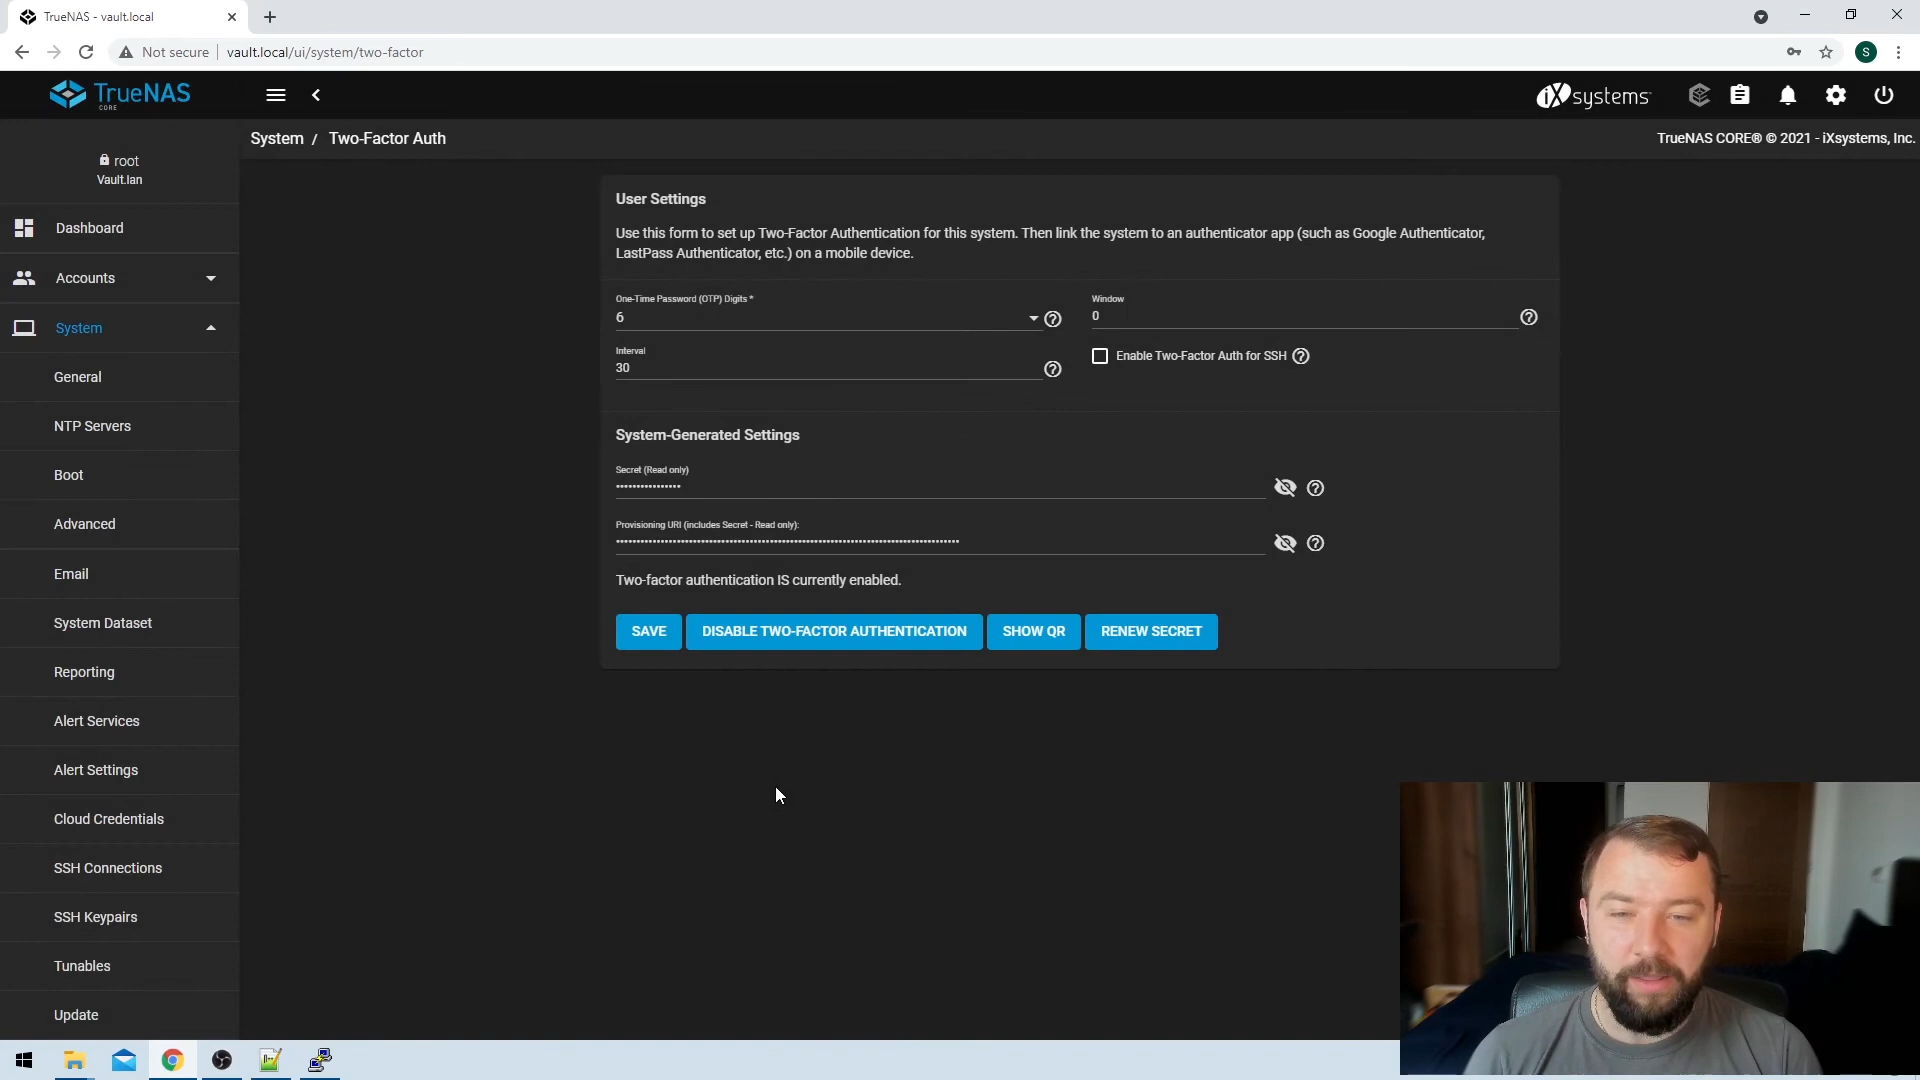 TrueNAS - vault.local
Not secure
vault.local/ui/system/two-factor
S
TrueNAS
CORE
iXsystems
System / Two-Factor Auth
TrueNAS CORE® © 2021 - iXsystems, Inc.
root
Vault.lan
Dashboard
Accounts
System
General
NTP Servers
Boot
Advanced
Email
System Dataset
Reporting
Alert Services
Alert Settings
Cloud Credentials
SSH Connections
SSH Keypairs
Tunables
Update
User Settings
Use this form to set up Two-Factor Authentication for this system. Then link the system to an authenticator app (such as Google Authenticator,
LastPass Authenticator, etc.) on a mobile device.
One-Time Password (OTP) Digits *
6
Window
0
Interval
30
Enable Two-Factor Auth for SSH
System-Generated Settings
Secret (Read only)
Provisioning URI (includes Secret - Read only):
Two-factor authentication IS currently enabled.
SAVE
DISABLE TWO-FACTOR AUTHENTICATION
SHOW QR
RENEW SECRET